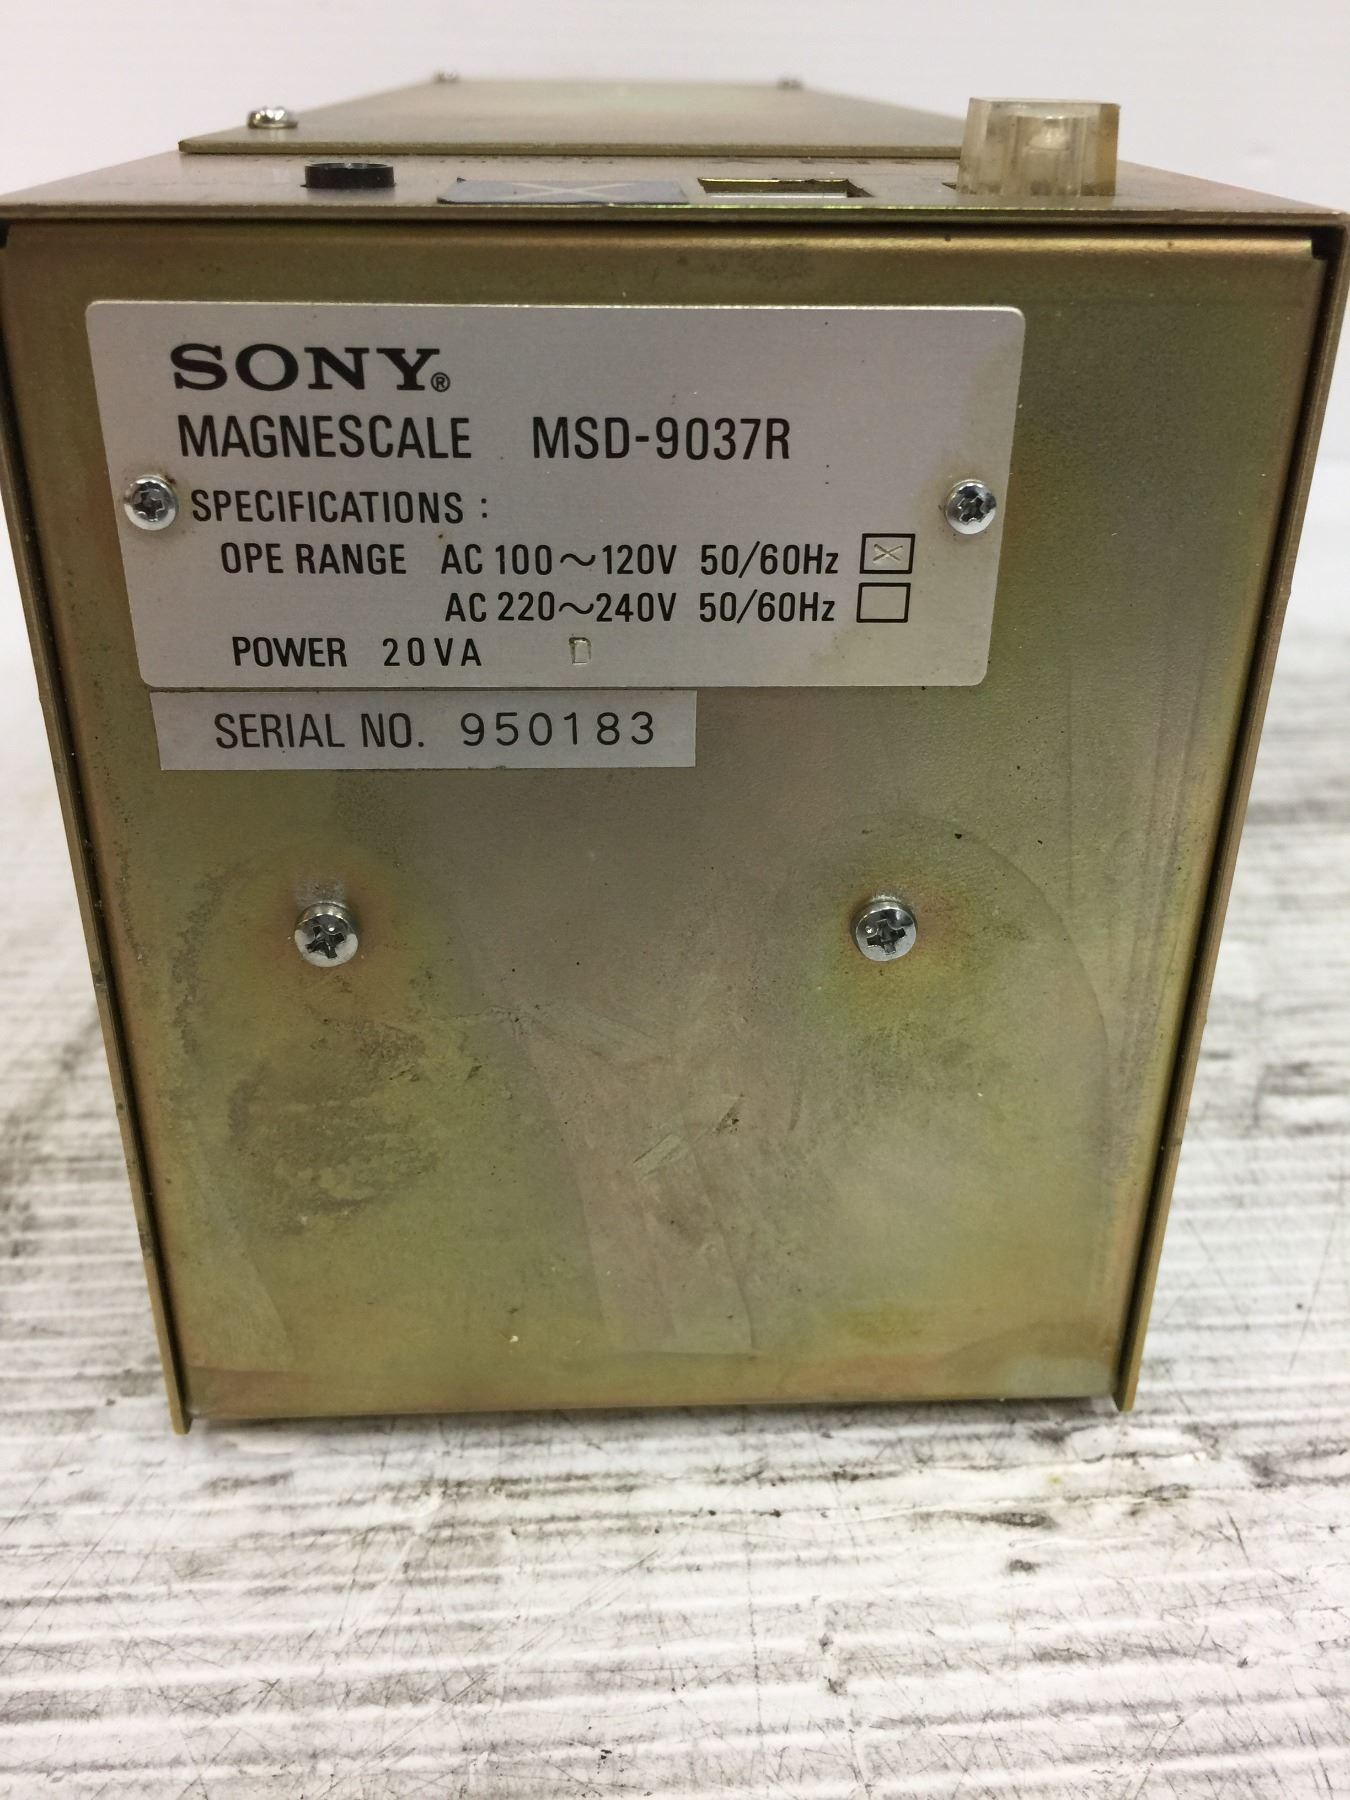 SONY®
MAGNESCALE MSD-9037R
SPECIFICATIONS :
OPE RANGE AC 100～120V 50/60Hz
AC 220～240V 50/60Hz
POWER 20VA D
SERIAL NO. 950183